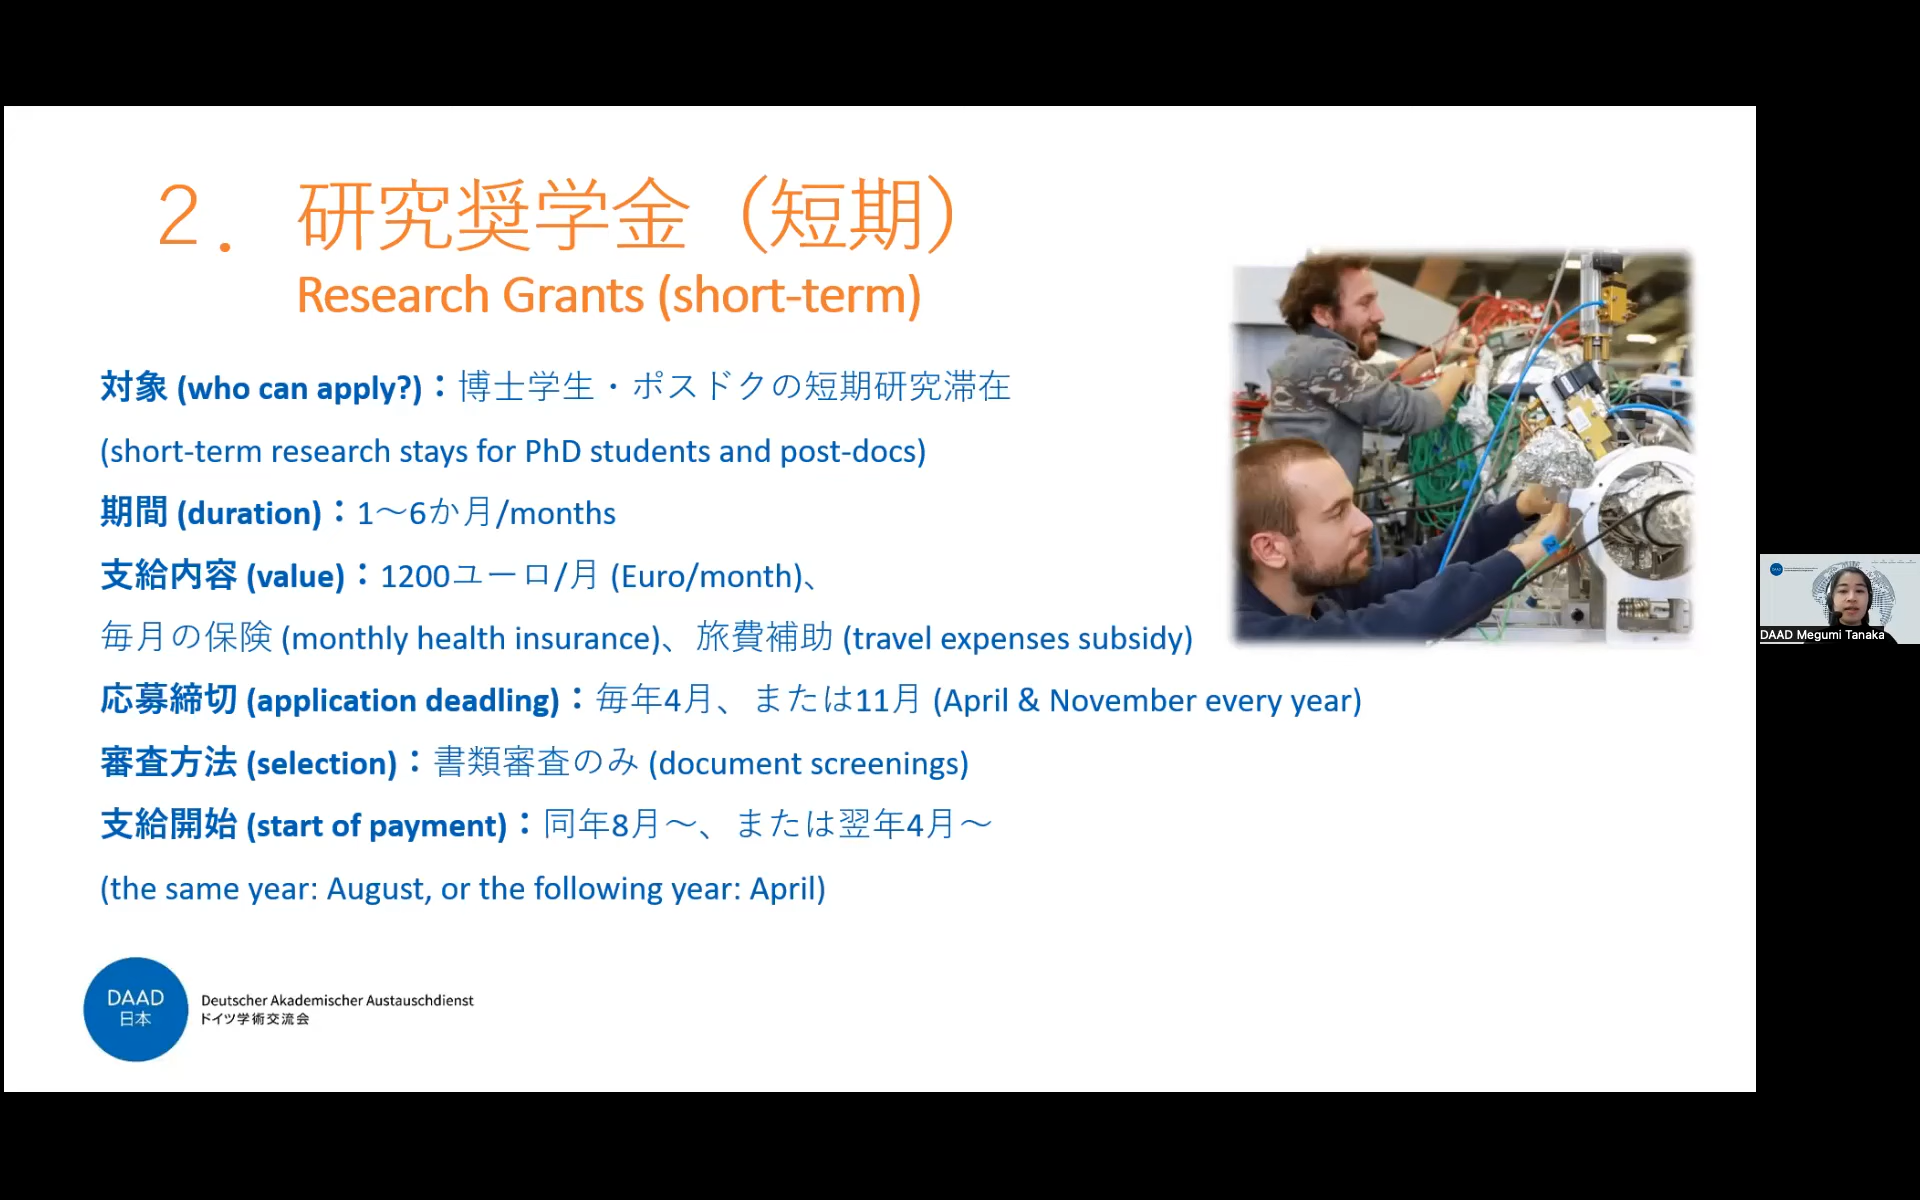 ２． 研究奨学金（短期）
Research Grants (short-term)
対象 (who can apply?)：博士学生・ポスドクの短期研究滞在
(short-term research stays for PhD students and post-docs)
期間 (duration)：1～6か月/months
支給内容 (value)：1200ユーロ/月 (Euro/month)、
毎月の保険 (monthly health insurance)、旅費補助 (travel expenses subsidy)
応募締切 (application deadling)：毎年4月、または11月 (April & November every year)
審査方法 (selection)：書類審査のみ (document screenings)
支給開始 (start of payment)：同年8月～、または翌年4月～
(the same year: August, or the following year: April)
DAAD
日本
Deutscher Akademischer Austauschdienst
ドイツ学術交流会
DAAD Megumi Tanaka